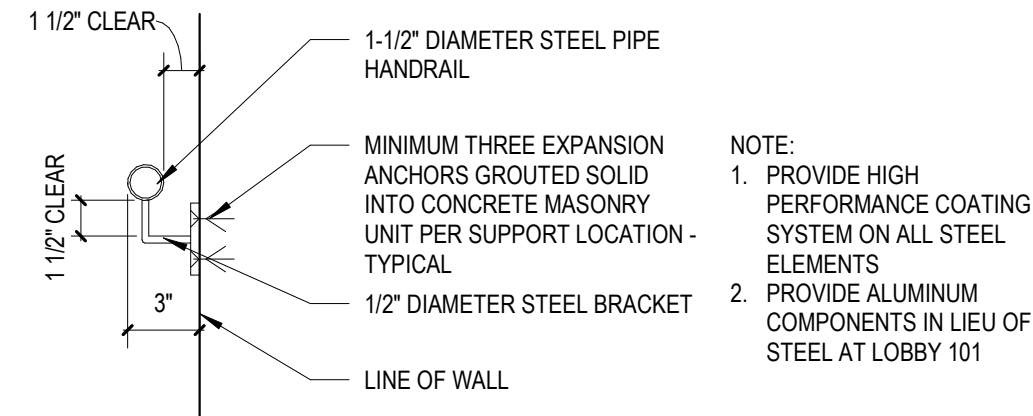 1 1/2" CLEAR
1-1/2" DIAMETER STEEL PIPE
HANDRAIL
1 1/2" CLEAR
3"
MINIMUM THREE EXPANSION
ANCHORS GROUTED SOLID
INTO CONCRETE MASONRY
UNIT PER SUPPORT LOCATION -
TYPICAL
1/2" DIAMETER STEEL BRACKET
LINE OF WALL
NOTE:
1. PROVIDE HIGH
PERFORMANCE COATING
SYSTEM ON ALL STEEL
ELEMENTS
2. PROVIDE ALUMINUM
COMPONENTS IN LIEU OF
STEEL AT LOBBY 101